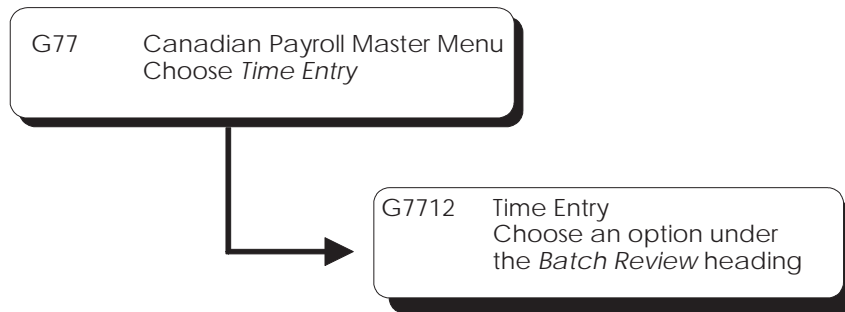 G77 Canadian Payroll Master Menu
Choose Time Entry
G7712 Time Entry
Choose an option under
the Batch Review heading